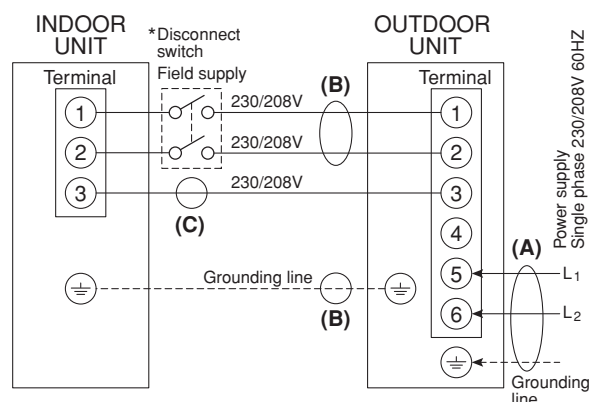 INDOOR
UNIT
*Disconnect
switch
Field supply
OUTDOOR
UNIT
Terminal
Terminal
1
230/208V
(B)
1
2
230/208V
2
3
230/208V
3
(C)
4
(A)
5
L1
6
L2
Grounding line
(B)
Grounding
line
Power supply
Single phase 230/208V 60HZ